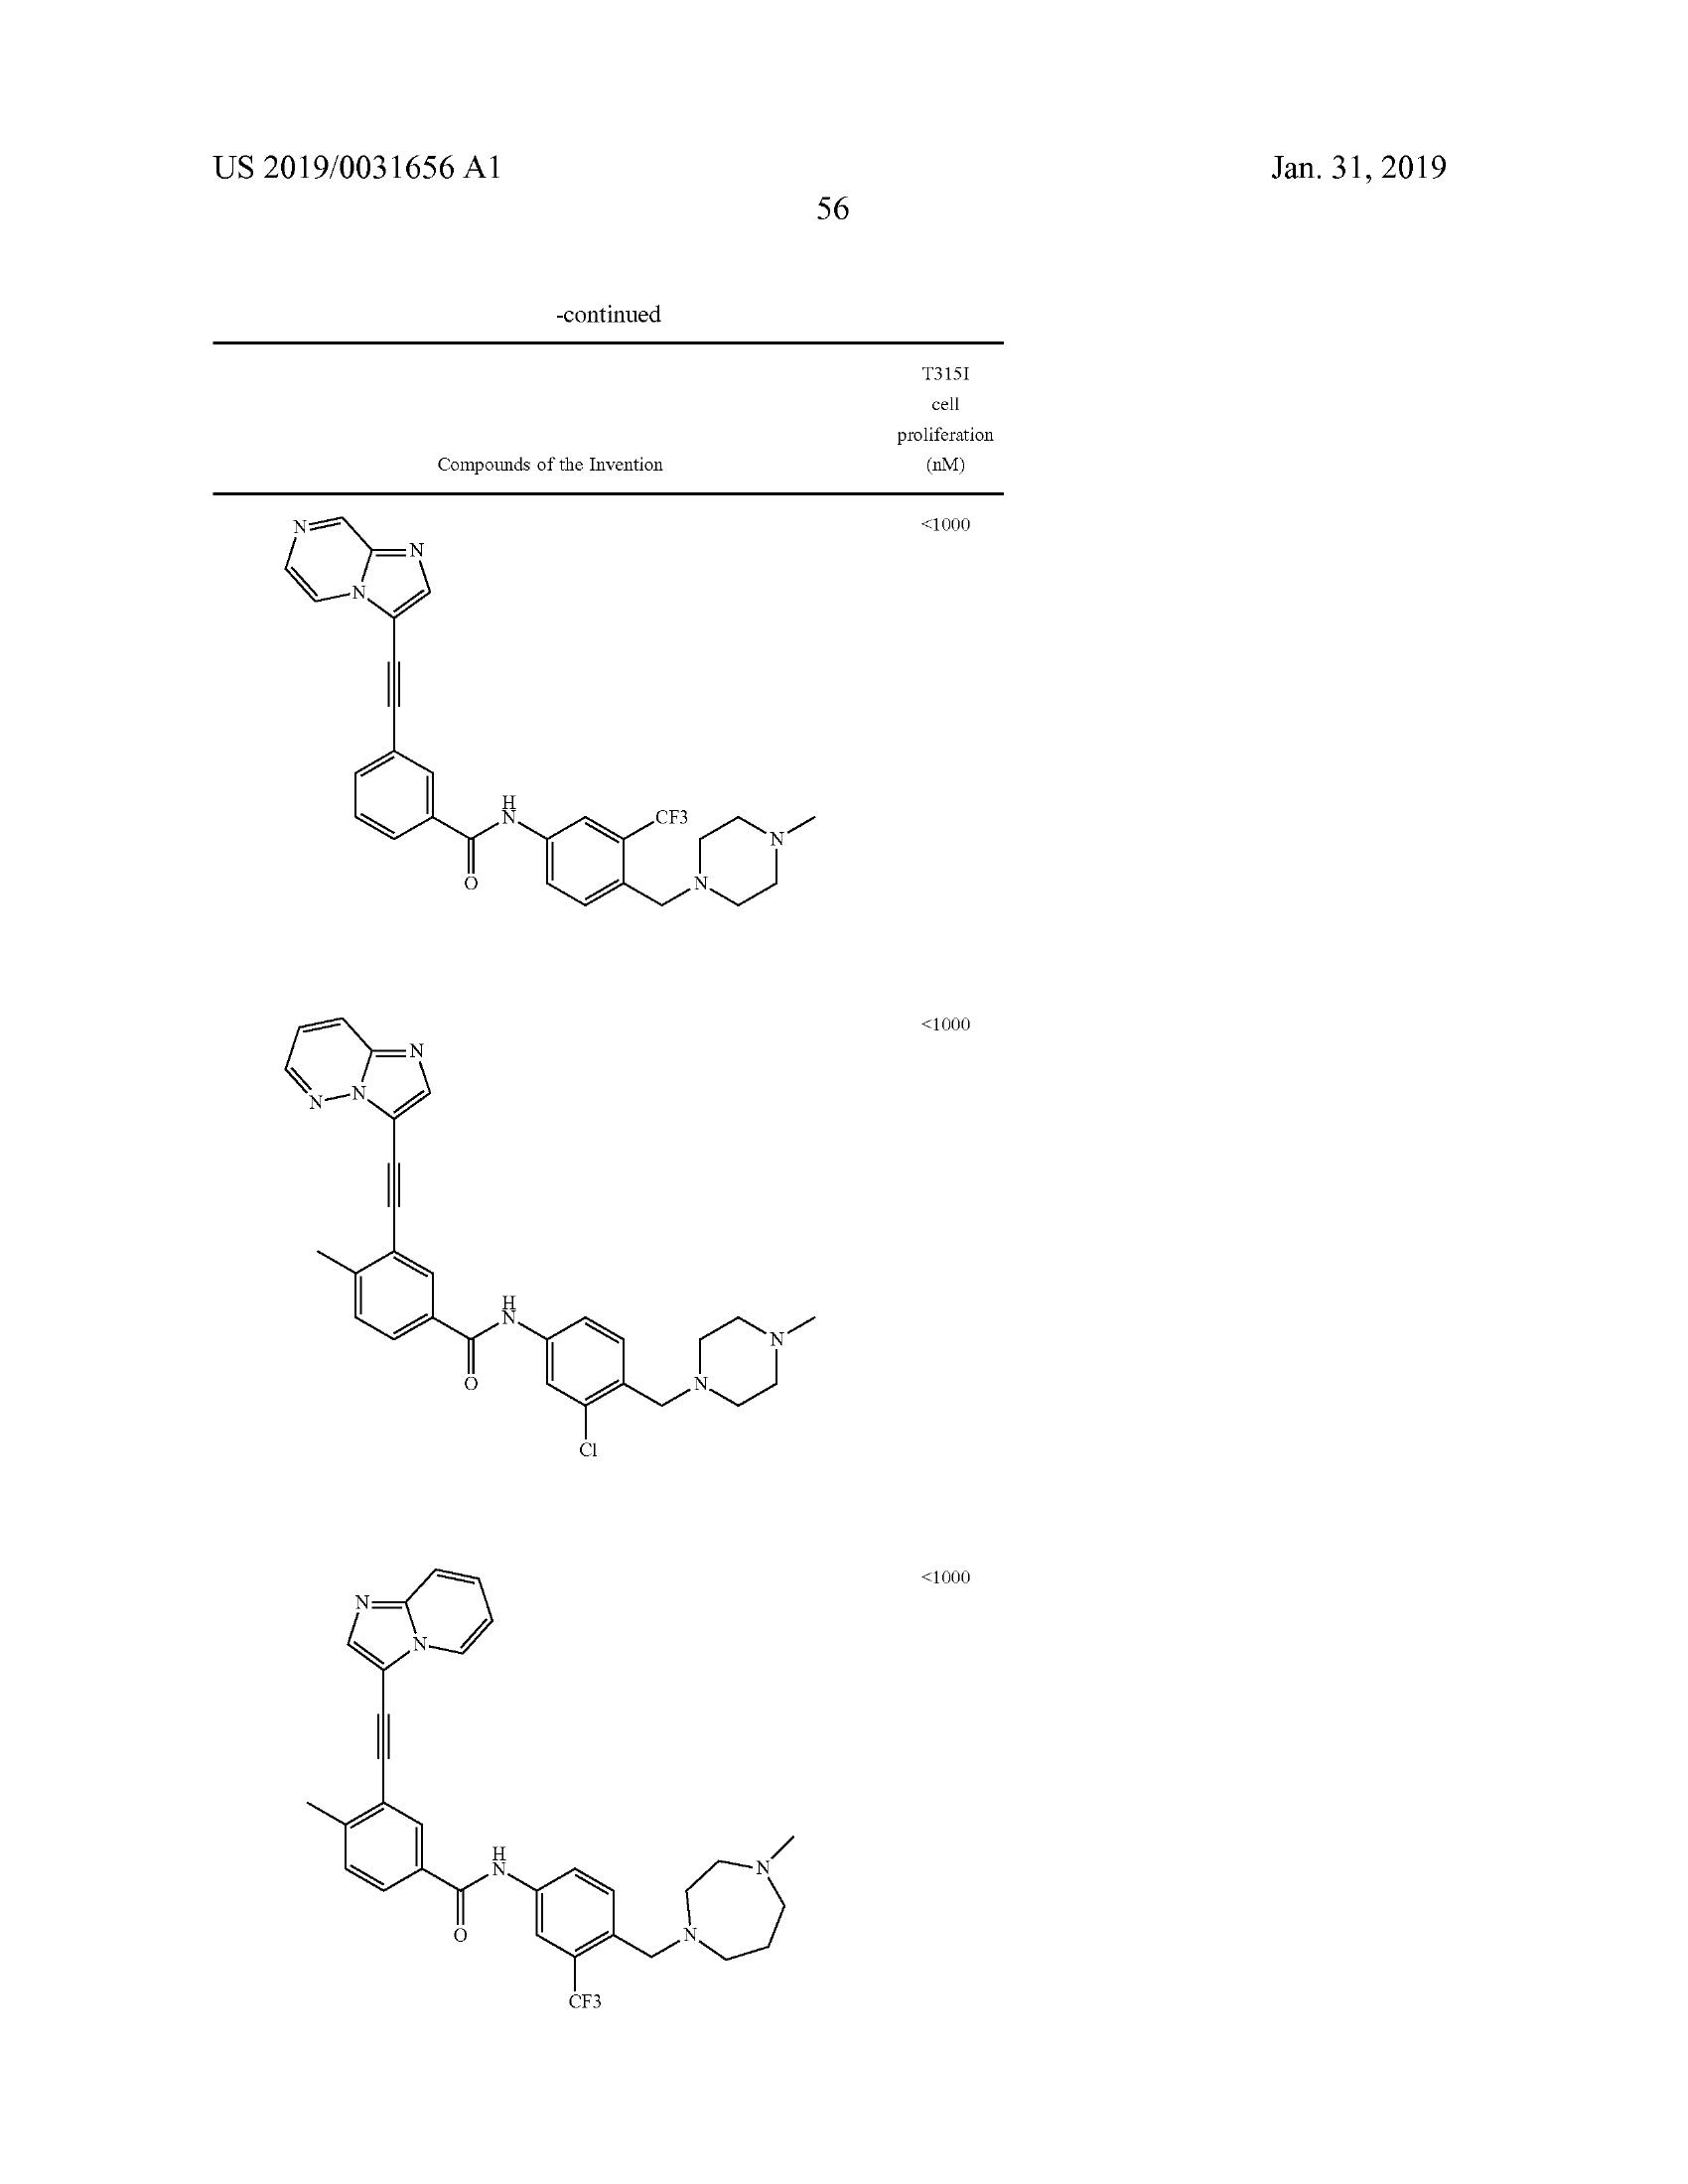 US 2019/0031656 A1
Jan. 31, 2019
56
-continued
T315I
cell
proliferation
Compounds of the Invention
(nM)
<1000
N
N
N
H
N
CF3
N
O
N
<1000
N
N
N
H
N
N
O
N
Cl
<1000
N
N
H
N
N
O
N
CF3